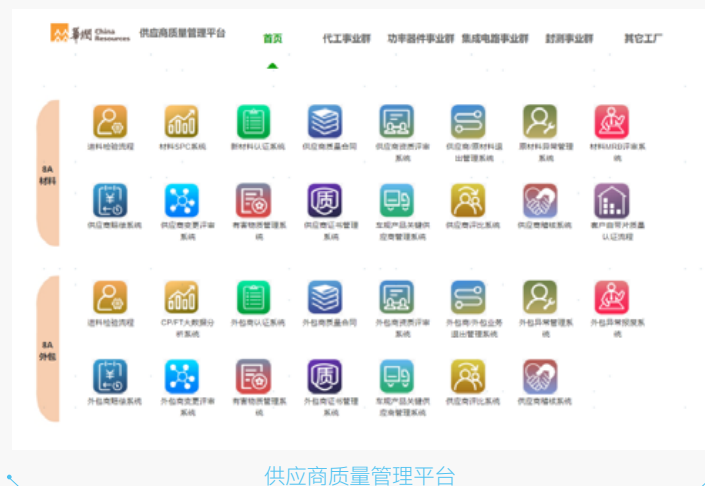 華潤 China Resources 供应商质量管理平台 首页 代工事业群 功率器件事业群 集成电路事业群 封测事业群 其它工厂
8A
材料
进料检验流程 材料SPC系统 新材料认证系统 供应商质量合同 供应商资质评审系统 供应商/原材料退出管理系统 原材料异常管理系统 材料MRB评审系统
供应商赔偿系统 供应商变更评审系统 有害物质管理系统 供应商证书管理系统 车规产品关键供应商管理系统 供应商评比系统 供应商稽核系统 客户自带片质量认证流程
8A
外包
进料检验流程 CP/FT大数据分析系统 外包商认证系统 外包商质量合同 外包商资质评审系统 外包商/外包业务退出管理系统 外包异常管理系统 外包异常报废系统
外包商赔偿系统 外包商变更评审系统 有害物质管理系统 外包商证书管理系统 车规产品关键供应商管理系统 供应商评比系统 供应商稽核系统
供应商质量管理平台